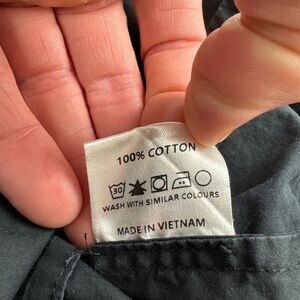 100% COTTON
30
WASH WITH SIMILAR COLOURS
MADE IN VIETNAM